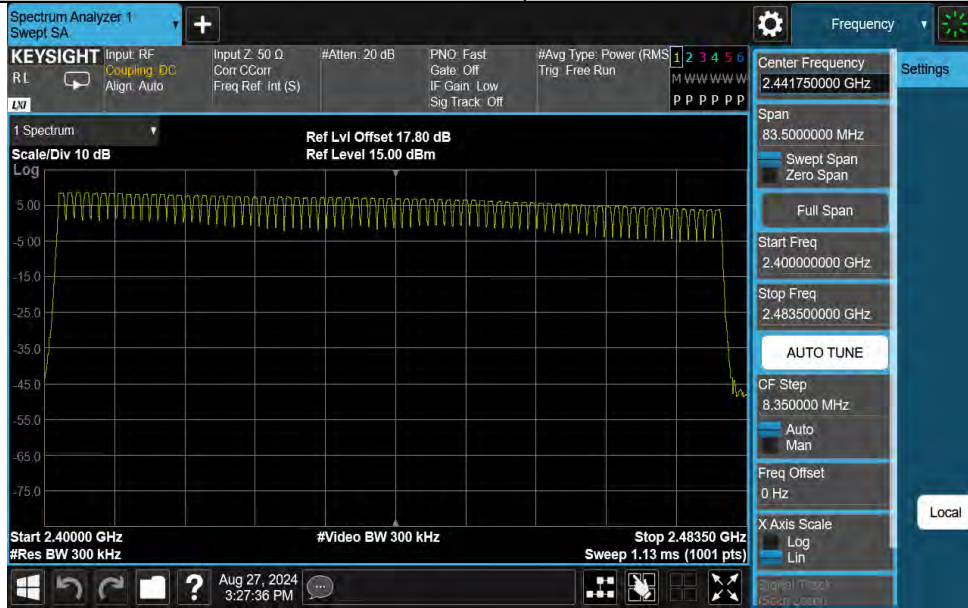 Spectrum Analyzer 1
Swept SA
+
Frequency
KEYSIGHT
R L
LXI
Input: RF
Coupling: DC
Align: Auto
Input Z: 50 Ω
Corr CCorr
Freq Ref: Int (S)
#Atten: 20 dB
PNO: Fast
Gate: Off
IF Gain: Low
Sig Track: Off
#Avg Type: Power (RMS
Trig: Free Run
1 2 3 4 5 6
M W W W W W
P P P P P P
1 Spectrum
Scale/Div 10 dB
Log
Ref Lvl Offset 17.80 dB
Ref Level 15.00 dBm
5.00
-5.00
-15.0
-25.0
-35.0
-45.0
-55.0
-65.0
-75.0
Start 2.40000 GHz
#Res BW 300 kHz
#Video BW 300 kHz
Stop 2.48350 GHz
Sweep 1.13 ms (1001 pts)
Center Frequency
2.441750000 GHz
Settings
Span
83.5000000 MHz
Swept Span
Zero Span
Full Span
Start Freq
2.400000000 GHz
Stop Freq
2.483500000 GHz
AUTO TUNE
CF Step
8.350000 MHz
Auto
Man
Freq Offset
0 Hz
Local
X Axis Scale
Log
Lin
Signal Track
(Span Zoom)
?
Aug 27, 2024
3:27:36 PM